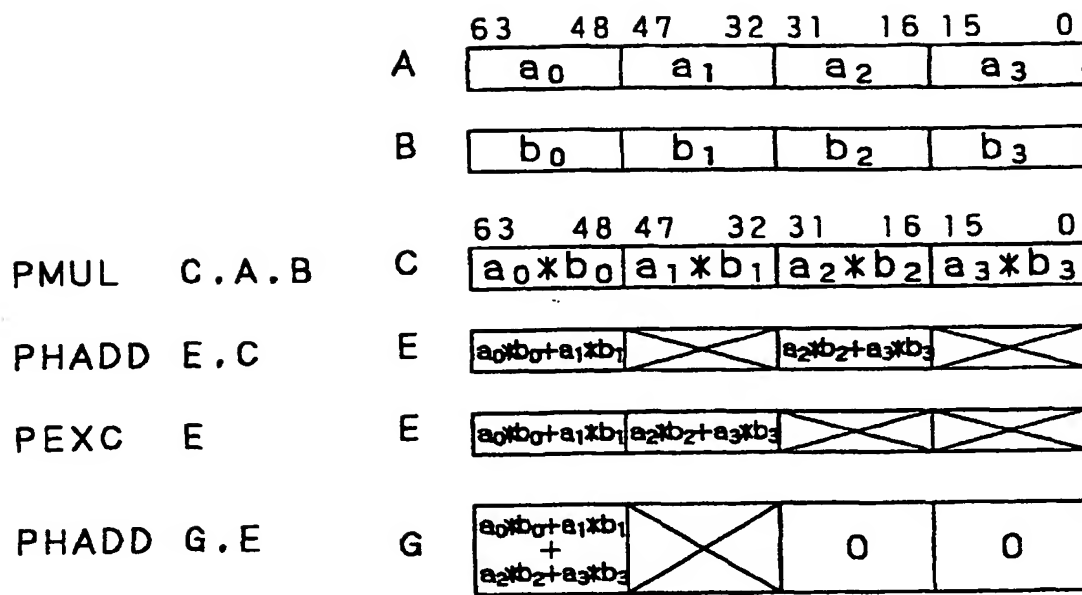 63 48 47 32 31 16 15 0
A a₀ a₁ a₂ a₃
B b₀ b₁ b₂ b₃
63 48 47 32 31 16 15 0
PMUL C.A.B C a₀*b₀ a₁*b₁ a₂*b₂ a₃*b₃
PHADD E.C E a₀*b₀+a₁*b₁ a₂*b₂+a₃*b₃
PEXC E E a₀*b₀+a₁*b₁ a₂*b₂+a₃*b₃
PHADD G.E G a₀*b₀+a₁*b₁
+
a₂*b₂+a₃*b₃ 0 0